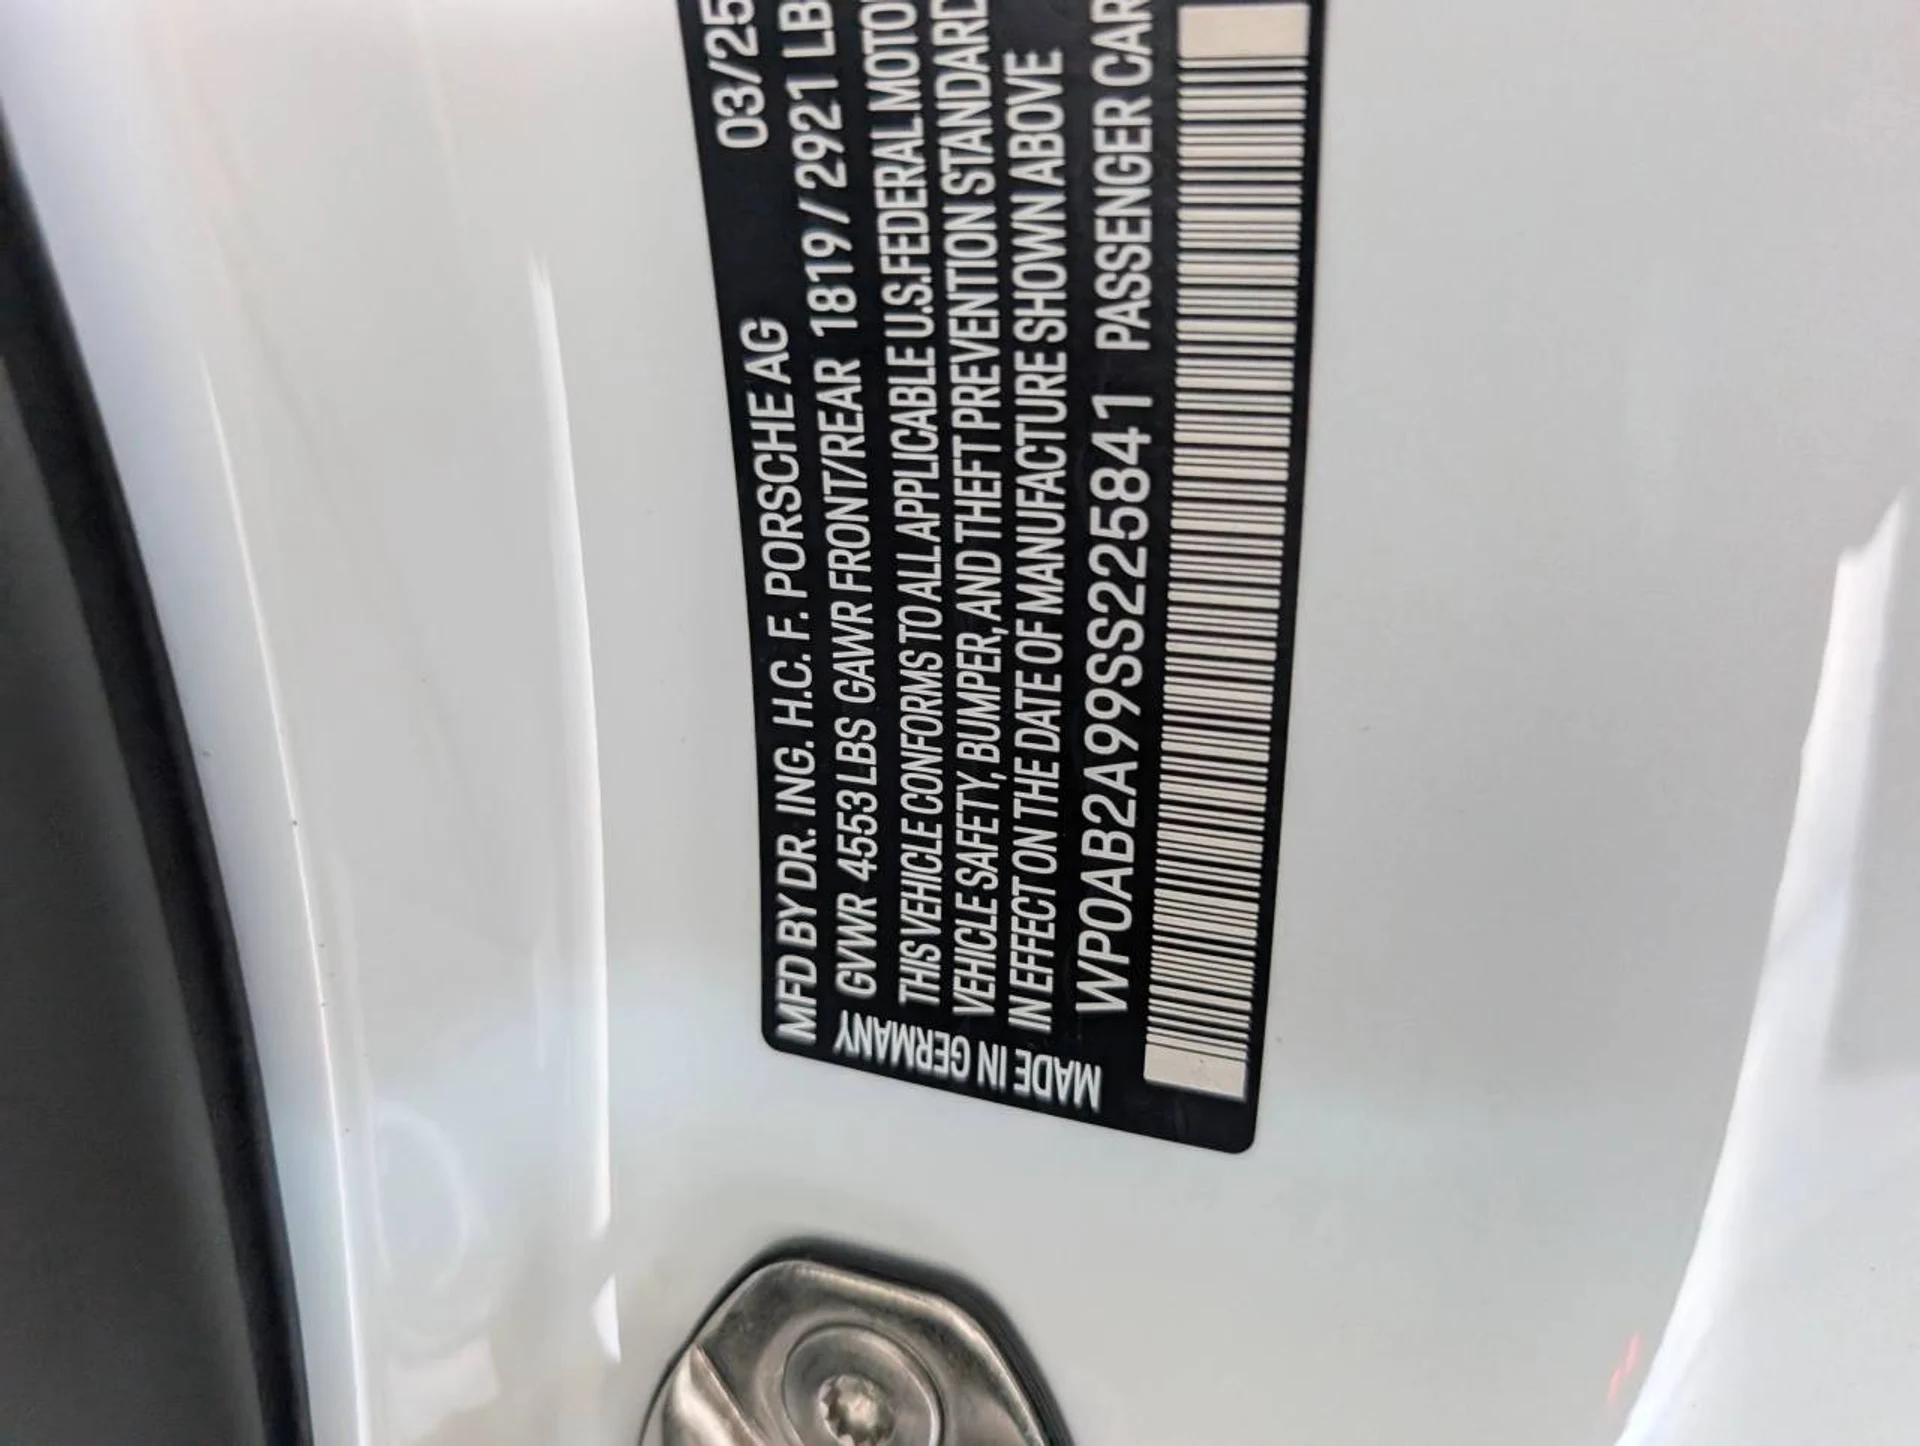 MFD BY DR. ING. H.C. F. PORSCHE AG 03/25
GVWR 4553 LBS GAWR FRONT/REAR 1819/2921 LB
THIS VEHICLE CONFORMS TO ALL APPLICABLE U.S.FEDERAL MOTO
VEHICLE SAFETY, BUMPER, AND THEFT PREVENTION STANDARD
IN EFFECT ON THE DATE OF MANUFACTURE SHOWN ABOVE
WP0AB2A99SS225841 PASSENGER CAR
MADE IN GERMANY